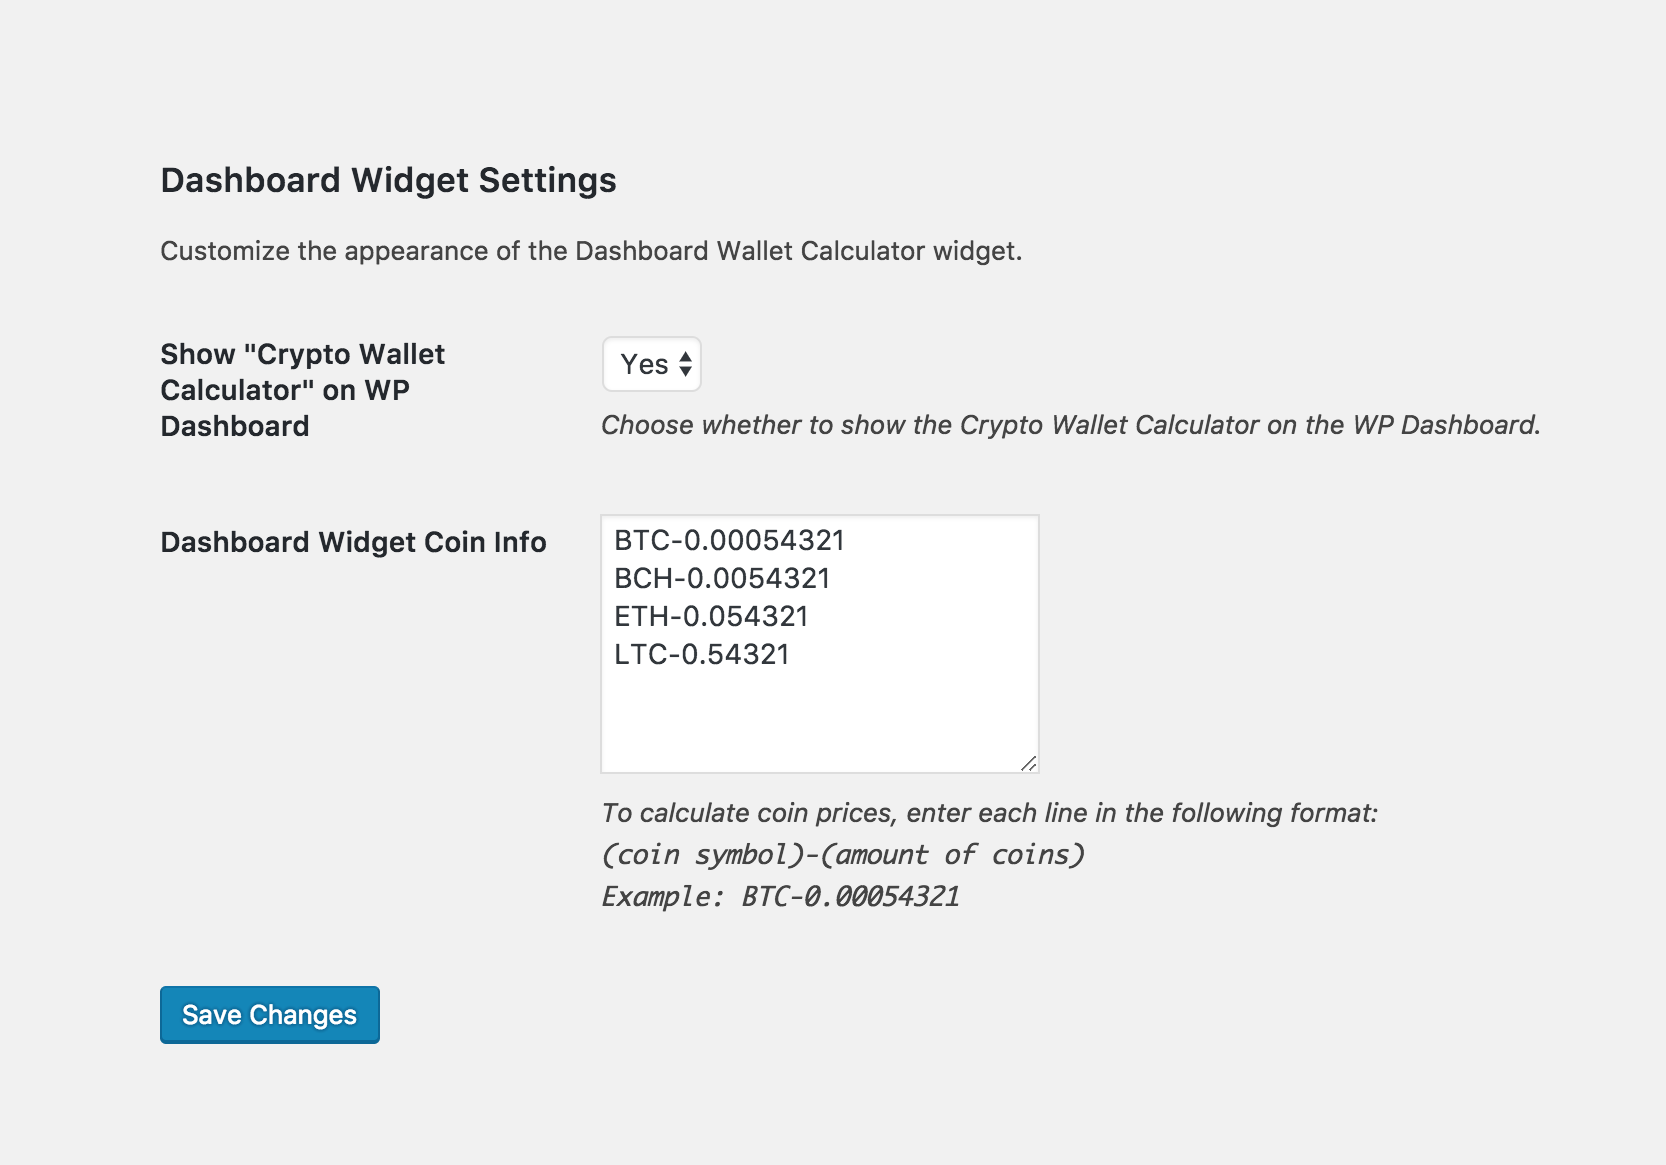 Dashboard Widget Settings
Customize the appearance of the Dashboard Wallet Calculator widget.
Show "Crypto Wallet
Calculator" on WP
Dashboard
Yes
Choose whether to show the Crypto Wallet Calculator on the WP Dashboard.
Dashboard Widget Coin Info
BTC-0.00054321
BCH-0.0054321
ETH-0.054321
LTC-0.54321
To calculate coin prices, enter each line in the following format:
(coin symbol)-(amount of coins)
Example: BTC-0.00054321
Save Changes